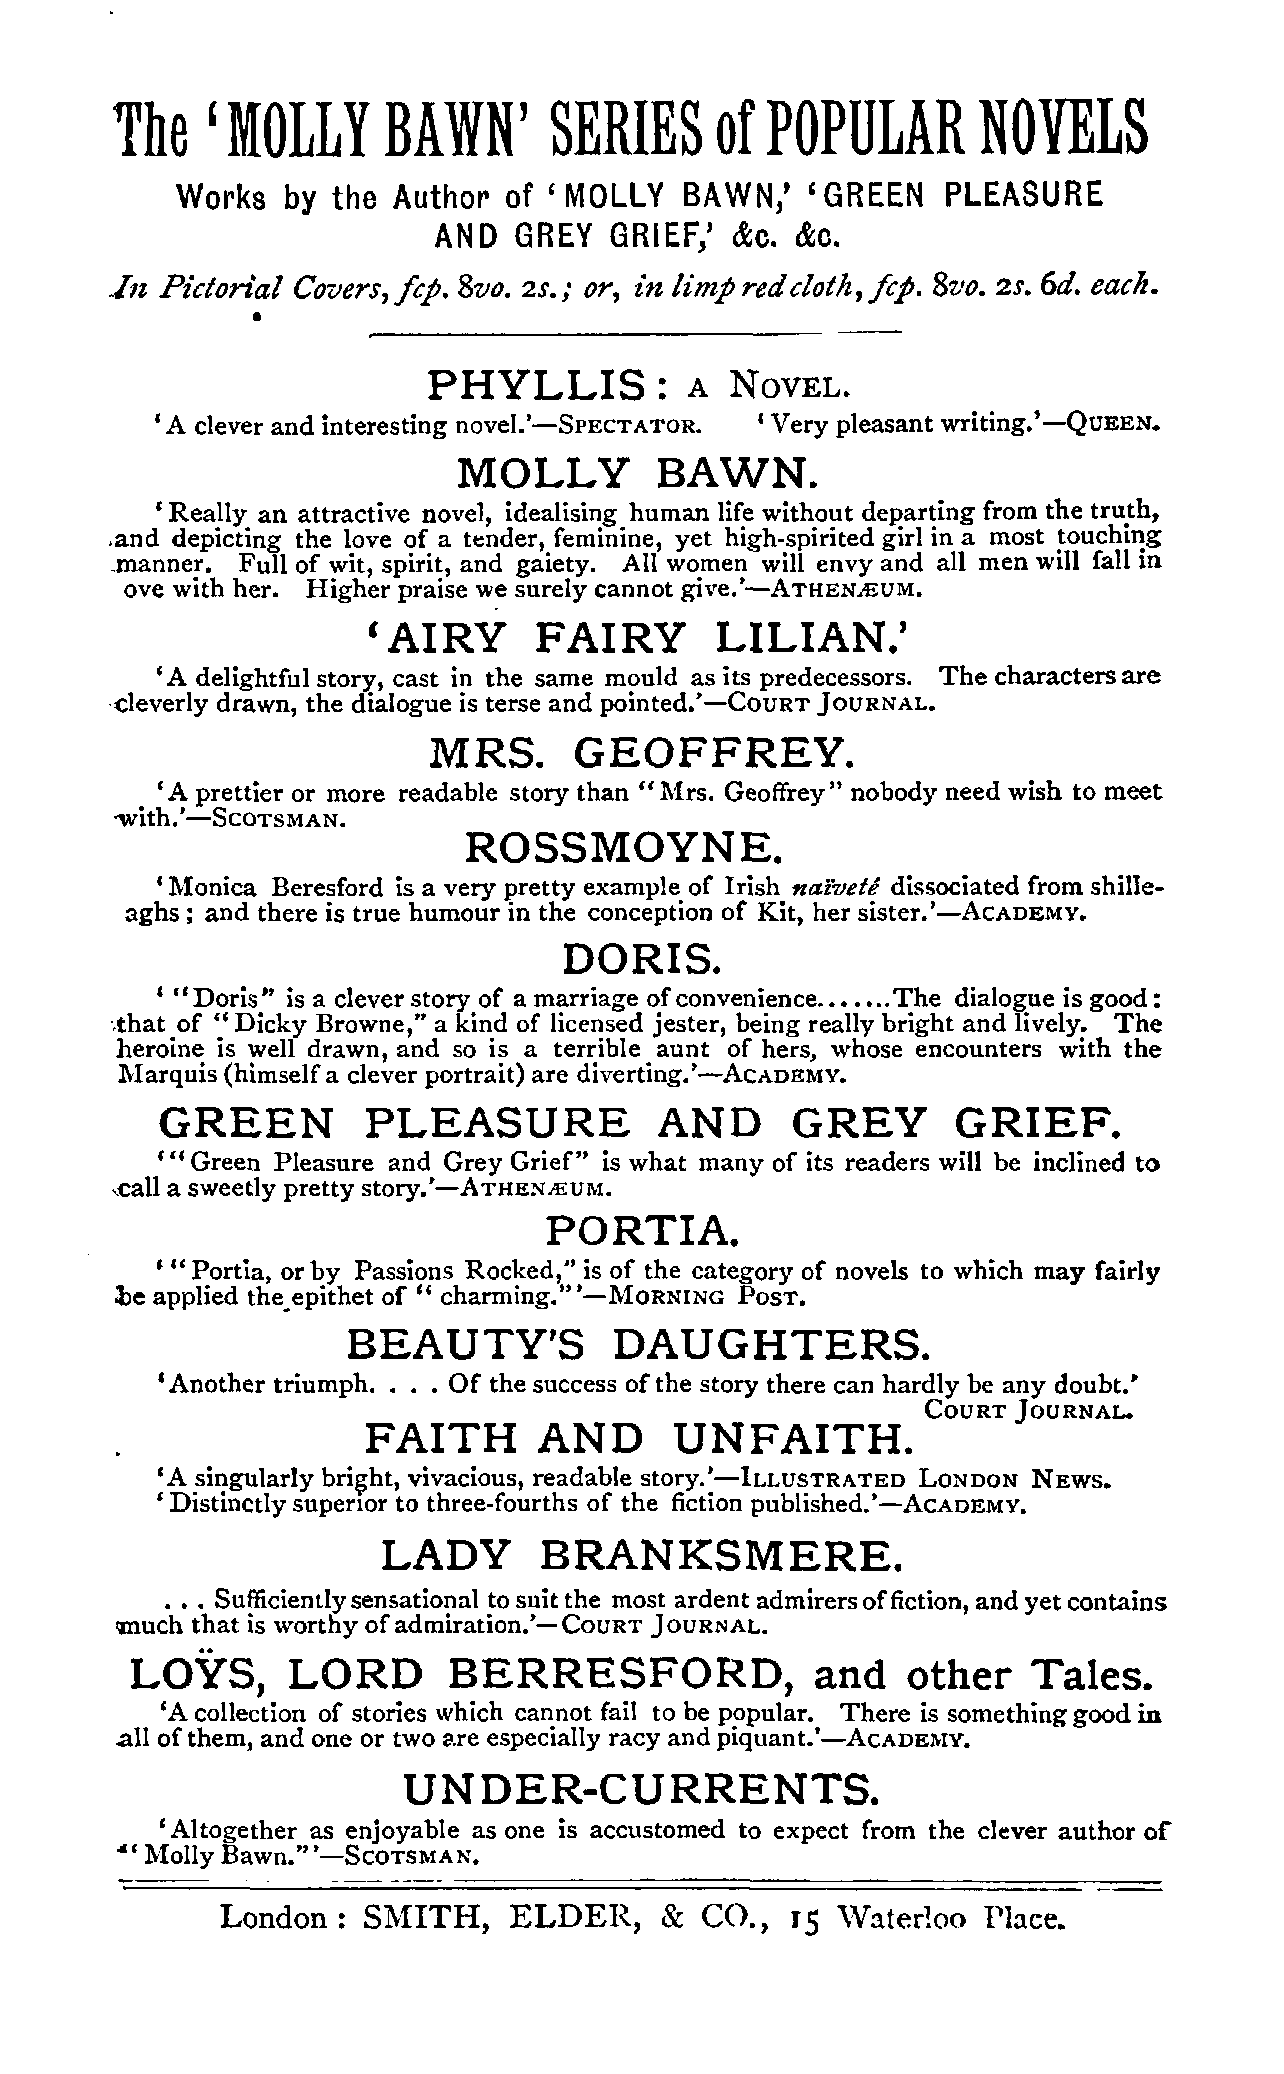 The ‘MOLLY BAWN’ SERIES of POPULAR NOVELS
Works by the Author of ‘MOLLY BAWN,’ ‘GREEN PLEASURE
AND GREY GRIEF,’ &c. &c.
In Pictorial Covers, fcp. 8vo. 2s.; or, in limp red cloth, fcp. 8vo. 2s. 6d. each.
PHYLLIS: A NOVEL.
‘A clever and interesting novel.’—SPECTATOR. ‘Very pleasant writing.’—QUEEN.
MOLLY BAWN.
‘Really an attractive novel, idealising human life without departing from the truth,
and depicting the love of a tender, feminine, yet high-spirited girl in a most touching
manner. Full of wit, spirit, and gaiety. All women will envy and all men will fall in
ove with her. Higher praise we surely cannot give.’—ATHENÆUM.
‘AIRY FAIRY LILIAN.’
‘A delightful story, cast in the same mould as its predecessors. The characters are
cleverly drawn, the dialogue is terse and pointed.’—COURT JOURNAL.
MRS. GEOFFREY.
‘A prettier or more readable story than “Mrs. Geoffrey” nobody need wish to meet
with.’—SCOTSMAN.
ROSSMOYNE.
‘Monica Beresford is a very pretty example of Irish naïveté dissociated from shille-
aghs; and there is true humour in the conception of Kit, her sister.’—ACADEMY.
DORIS.
‘“Doris” is a clever story of a marriage of convenience.......The dialogue is good:
that of “Dicky Browne,” a kind of licensed jester, being really bright and lively. The
heroine is well drawn, and so is a terrible aunt of hers, whose encounters with the
Marquis (himself a clever portrait) are diverting.’—ACADEMY.
GREEN PLEASURE AND GREY GRIEF.
‘“Green Pleasure and Grey Grief” is what many of its readers will be inclined to
call a sweetly pretty story.’—ATHENÆUM.
PORTIA.
‘“Portia, or by Passions Rocked,” is of the category of novels to which may fairly
be applied the epithet of “charming.”’—MORNING POST.
BEAUTY'S DAUGHTERS.
‘Another triumph. . . . Of the success of the story there can hardly be any doubt.’
COURT JOURNAL.
FAITH AND UNFAITH.
‘A singularly bright, vivacious, readable story.’—ILLUSTRATED LONDON NEWS.
‘Distinctly superior to three-fourths of the fiction published.’—ACADEMY.
LADY BRANKSMERE.
. . . Sufficiently sensational to suit the most ardent admirers of fiction, and yet contains
much that is worthy of admiration.’—COURT JOURNAL.
LOŸS, LORD BERRESFORD, and other Tales.
‘A collection of stories which cannot fail to be popular. There is something good in
all of them, and one or two are especially racy and piquant.’—ACADEMY.
UNDER-CURRENTS.
‘Altogether as enjoyable as one is accustomed to expect from the clever author of
“Molly Bawn.”’—SCOTSMAN.
London: SMITH, ELDER, & CO., 15 Waterloo Place.